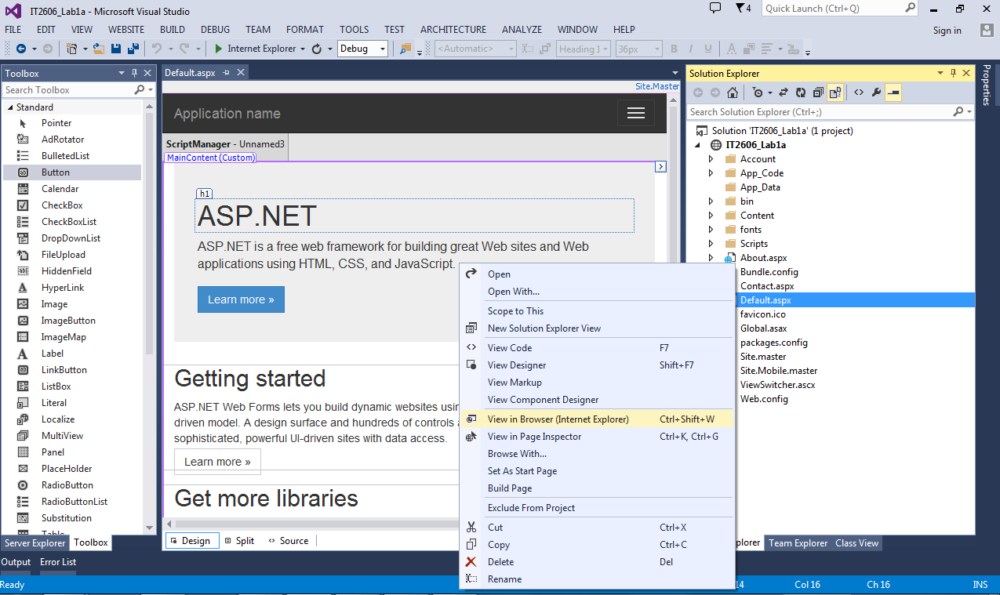 IT2606_Lab1a - Microsoft Visual Studio
4
Quick Launch (Ctrl+Q)
FILE EDIT VIEW WEBSITE BUILD DEBUG TEAM FORMAT TOOLS TEST ARCHITECTURE ANALYZE WINDOW HELP
Sign in
Internet Explorer
Debug
<Automatic>
Heading 1
36px
B I U A
Toolbox
Search Toolbox
Standard
Pointer
AdRotator
BulletedList
Button
Calendar
CheckBox
CheckBoxList
DropDownList
FileUpload
HiddenField
HyperLink
Image
ImageButton
ImageMap
Label
LinkButton
ListBox
Literal
Localize
MultiView
Panel
PlaceHolder
RadioButton
RadioButtonList
Substitution
Table
Server Explorer
Toolbox
Default.aspx
Site.Master
Application name
ScriptManager - Unnamed3
MainContent (Custom)
h1
ASP.NET
ASP.NET is a free web framework for building great Web sites and Web
applications using HTML, CSS, and JavaScript.
Learn more »
Getting started
ASP.NET Web Forms lets you build dynamic websites usin
driven model. A design surface and hundreds of controls a
sophisticated, powerful UI-driven sites with data access.
Learn more »
Get more libraries
Design
Split
Source
Open
Open With...
Scope to This
New Solution Explorer View
View Code F7
View Designer Shift+F7
View Markup
View Component Designer
View in Browser (Internet Explorer) Ctrl+Shift+W
View in Page Inspector Ctrl+K, Ctrl+G
Browse With...
Set As Start Page
Build Page
Exclude From Project
Cut Ctrl+X
Copy Ctrl+C
Delete Del
Rename
Solution Explorer
Search Solution Explorer (Ctrl+;)
Solution 'IT2606_Lab1a' (1 project)
IT2606_Lab1a
Account
App_Code
App_Data
bin
Content
fonts
Scripts
About.aspx
Bundle.config
Contact.aspx
Default.aspx
favicon.ico
Global.asax
packages.config
Site.master
Site.Mobile.master
ViewSwitcher.ascx
Web.config
plorer
Team Explorer
Class View
Properties
Output
Error List
Ready
14
Col 16
Ch 16
INS